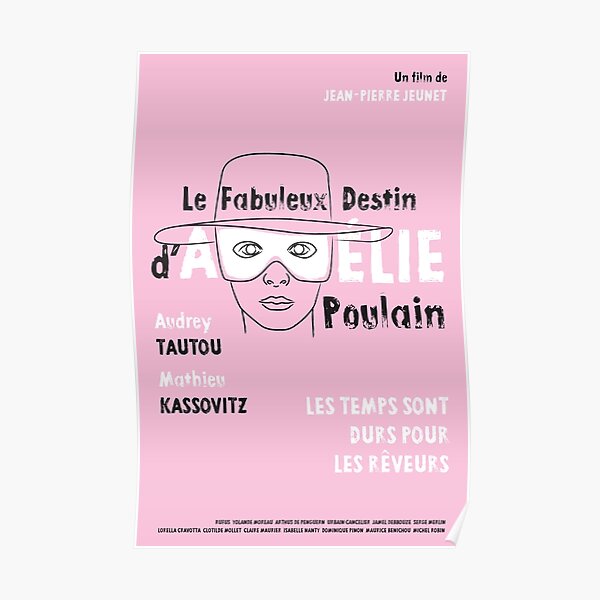 Un film de
JEAN-PIERRE JEUNET
Le Fabuleux Destin
d'A ÉLIE
Poulain
Audrey
TAUTOU
Mathieu
KASSOVITZ
LES TEMPS SONT
DURS POUR
LES RÊVEURS
RUFUS YOLANDE MOREAU ARTHUS DE PENGUERN URBAIN CANCELIER JAMEL DEBBOUZE SERGE MERLIN
LORELLA CRAVOTTA CLOTILDE MOLLET CLAIRE MAURIER ISABELLE NANTY DOMINIQUE PINON MAURICE BENICHOU MICHEL ROBIN